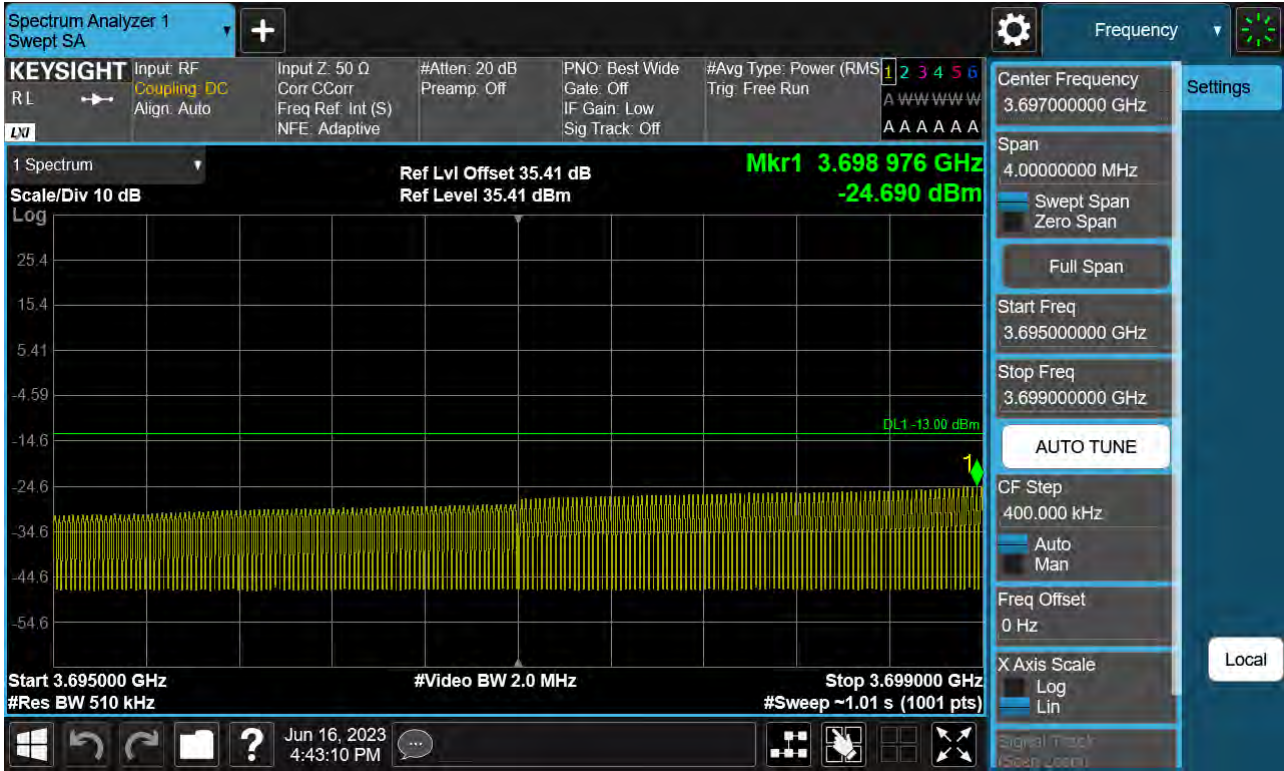 Spectrum Analyzer 1
Swept SA
+
Frequency
KEYSIGHT
RL
LXI
Input: RF
Coupling: DC
Align: Auto
Input Z: 50 Ω
Corr CCorr
Freq Ref: Int (S)
NFE: Adaptive
#Atten: 20 dB
Preamp: Off
PNO: Best Wide
Gate: Off
IF Gain: Low
Sig Track: Off
#Avg Type: Power (RMS
Trig: Free Run
1 2 3 4 5 6
A W W W W W
A A A A A A
1 Spectrum
Scale/Div 10 dB
Log
Ref Lvl Offset 35.41 dB
Ref Level 35.41 dBm
Mkr1 3.698 976 GHz
-24.690 dBm
25.4
15.4
5.41
-4.59
-14.6
-24.6
-34.6
-44.6
-54.6
DL1 -13.00 dBm
1
Start 3.695000 GHz
#Res BW 510 kHz
#Video BW 2.0 MHz
Stop 3.699000 GHz
#Sweep ~1.01 s (1001 pts)
Center Frequency
3.697000000 GHz
Settings
Span
4.00000000 MHz
Swept Span
Zero Span
Full Span
Start Freq
3.695000000 GHz
Stop Freq
3.699000000 GHz
AUTO TUNE
CF Step
400.000 kHz
Auto
Man
Freq Offset
0 Hz
X Axis Scale
Log
Lin
Local
Signal Track
(Span Zoom)
?
Jun 16, 2023
4:43:10 PM